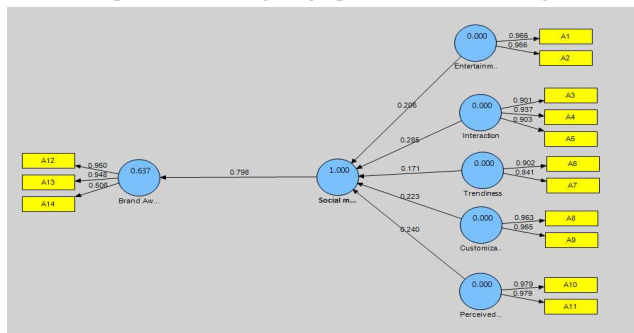 0.000
0.965
A1
0.966
A2
Entertainm..
0.206
0.000
0.901
A3
0.937
A4
0.903
A5
Interaction
0.285
A12
0.960
0.637
0.798
1.000
0.171
0.000
0.902
A6
0.841
A7
A13
0.948
Trendiness
A14
0.506
Brand Aw...
Social m...
0.223
0.000
0.963
A8
0.965
A9
Customiza..
0.240
0.000
0.979
A10
0.979
A11
Perceived...